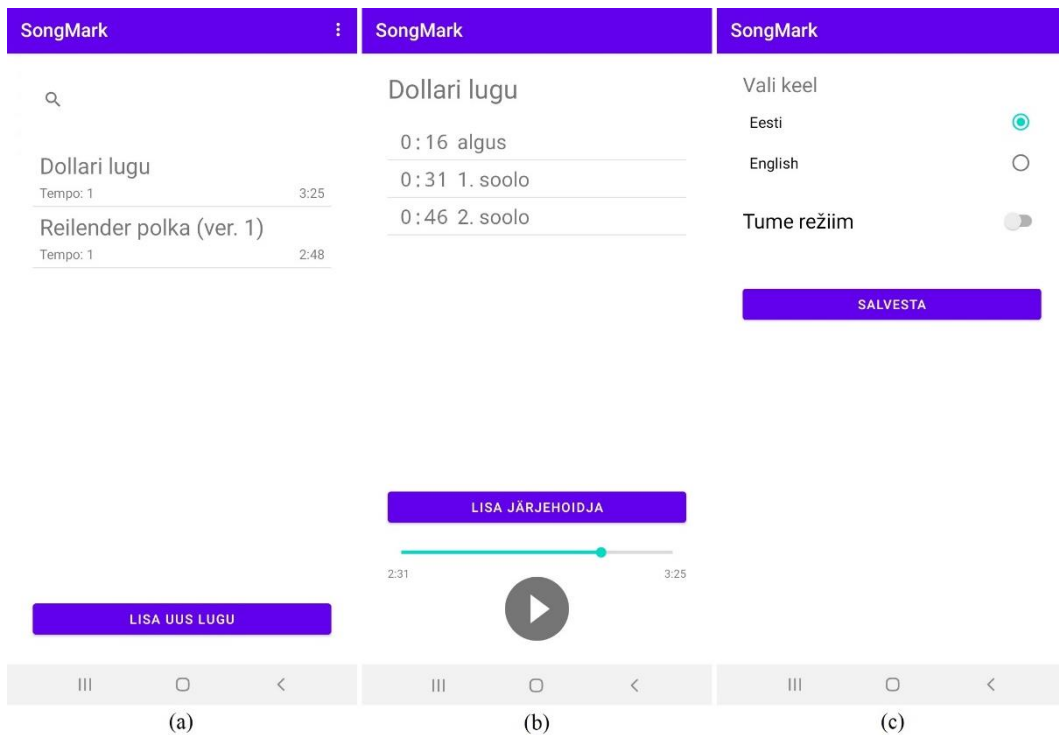 SongMark
Dollari lugu
Tempo: 1 3:25
Reilender polka (ver. 1)
Tempo: 1 2:48
LISA UUS LUGU
(a)
SongMark
Dollari lugu
0:16 algus
0:31 1. soolo
0:46 2. soolo
LISA JÄRJEHOIDJA
2:31 3:25
(b)
SongMark
Vali keel
Eesti
English
Tume režiim
SALVESTA
(c)